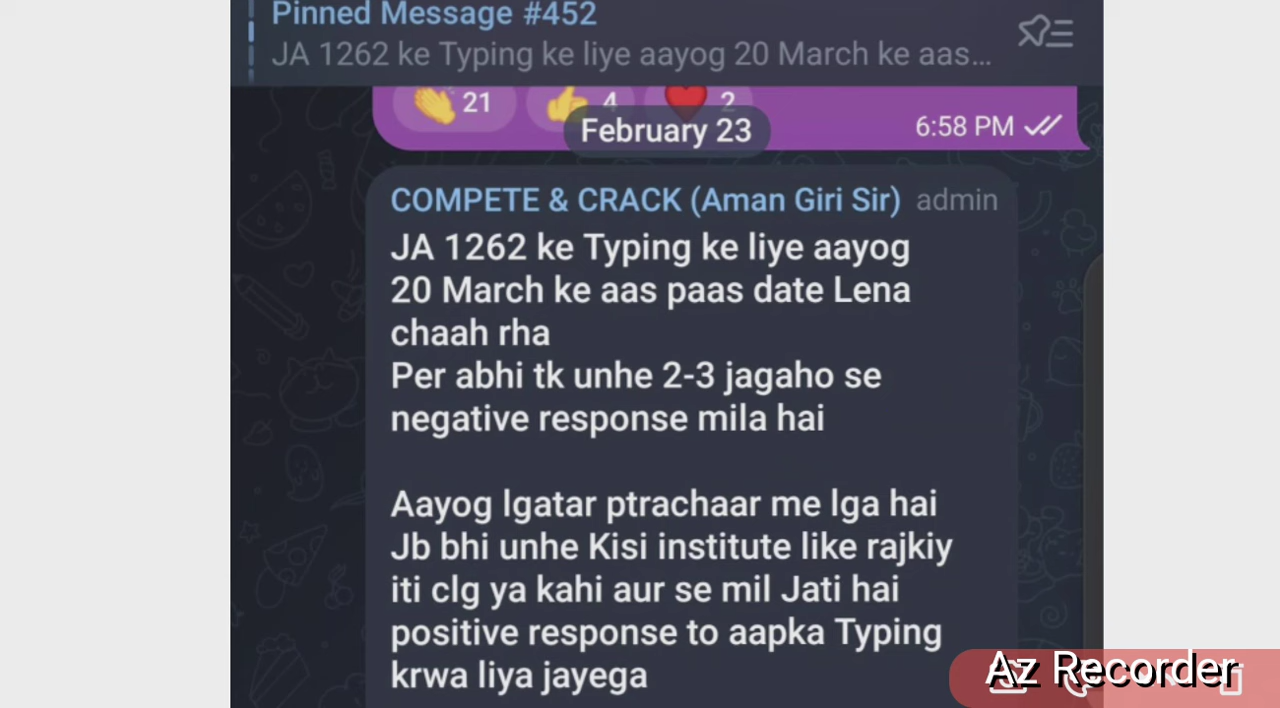 Pinned Message #452
JA 1262 ke Typing ke liye aayog 20 March ke aas...
21 4 2
February 23
6:58 PM
COMPETE & CRACK (Aman Giri Sir) admin
JA 1262 ke Typing ke liye aayog
20 March ke aas paas date Lena
chaah rha
Per abhi tk unhe 2-3 jagaho se
negative response mila hai
Aayog lgatar ptrachaar me lga hai
Jb bhi unhe Kisi institute like rajkiy
iti clg ya kahi aur se mil Jati hai
positive response to aapka Typing
krwa liya jayega
Az Recorder